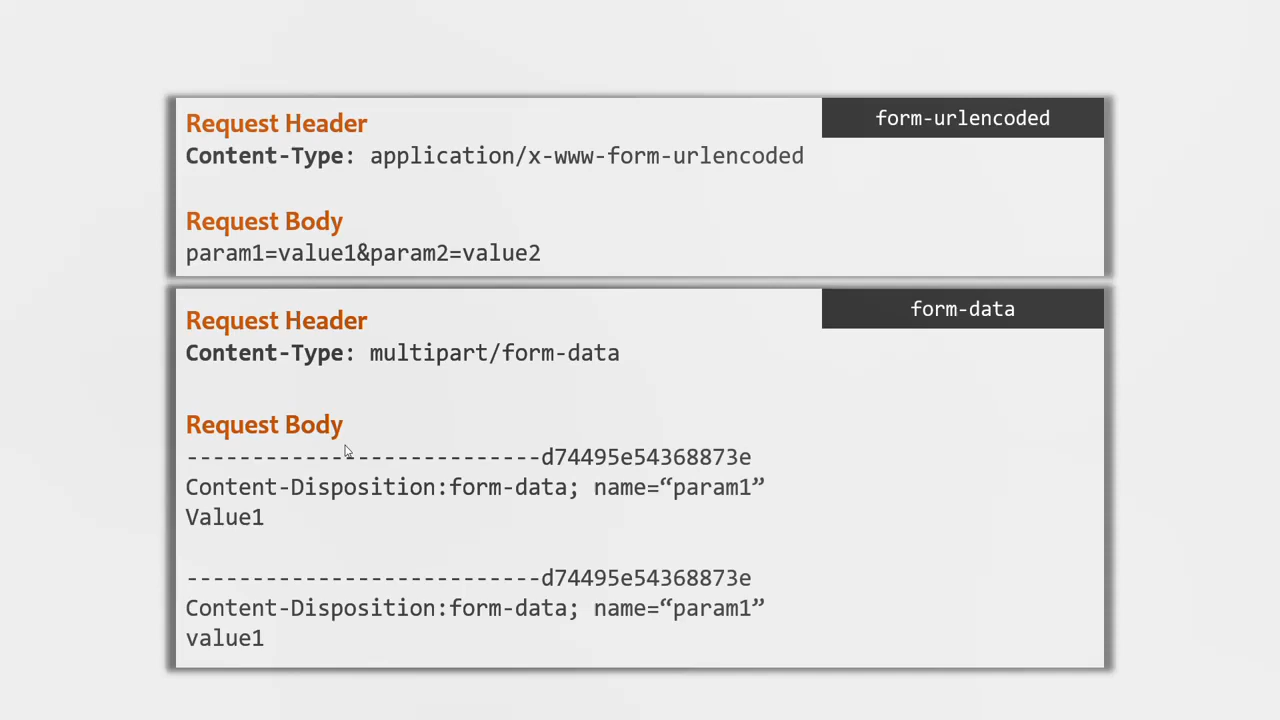 form-urlencoded
Request Header
Content-Type: application/x-www-form-urlencoded
Request Body
param1=value1&param2=value2
form-data
Request Header
Content-Type: multipart/form-data
Request Body
---------------------------d74495e54368873e
Content-Disposition:form-data; name=“param1”
Value1
---------------------------d74495e54368873e
Content-Disposition:form-data; name=“param1”
value1